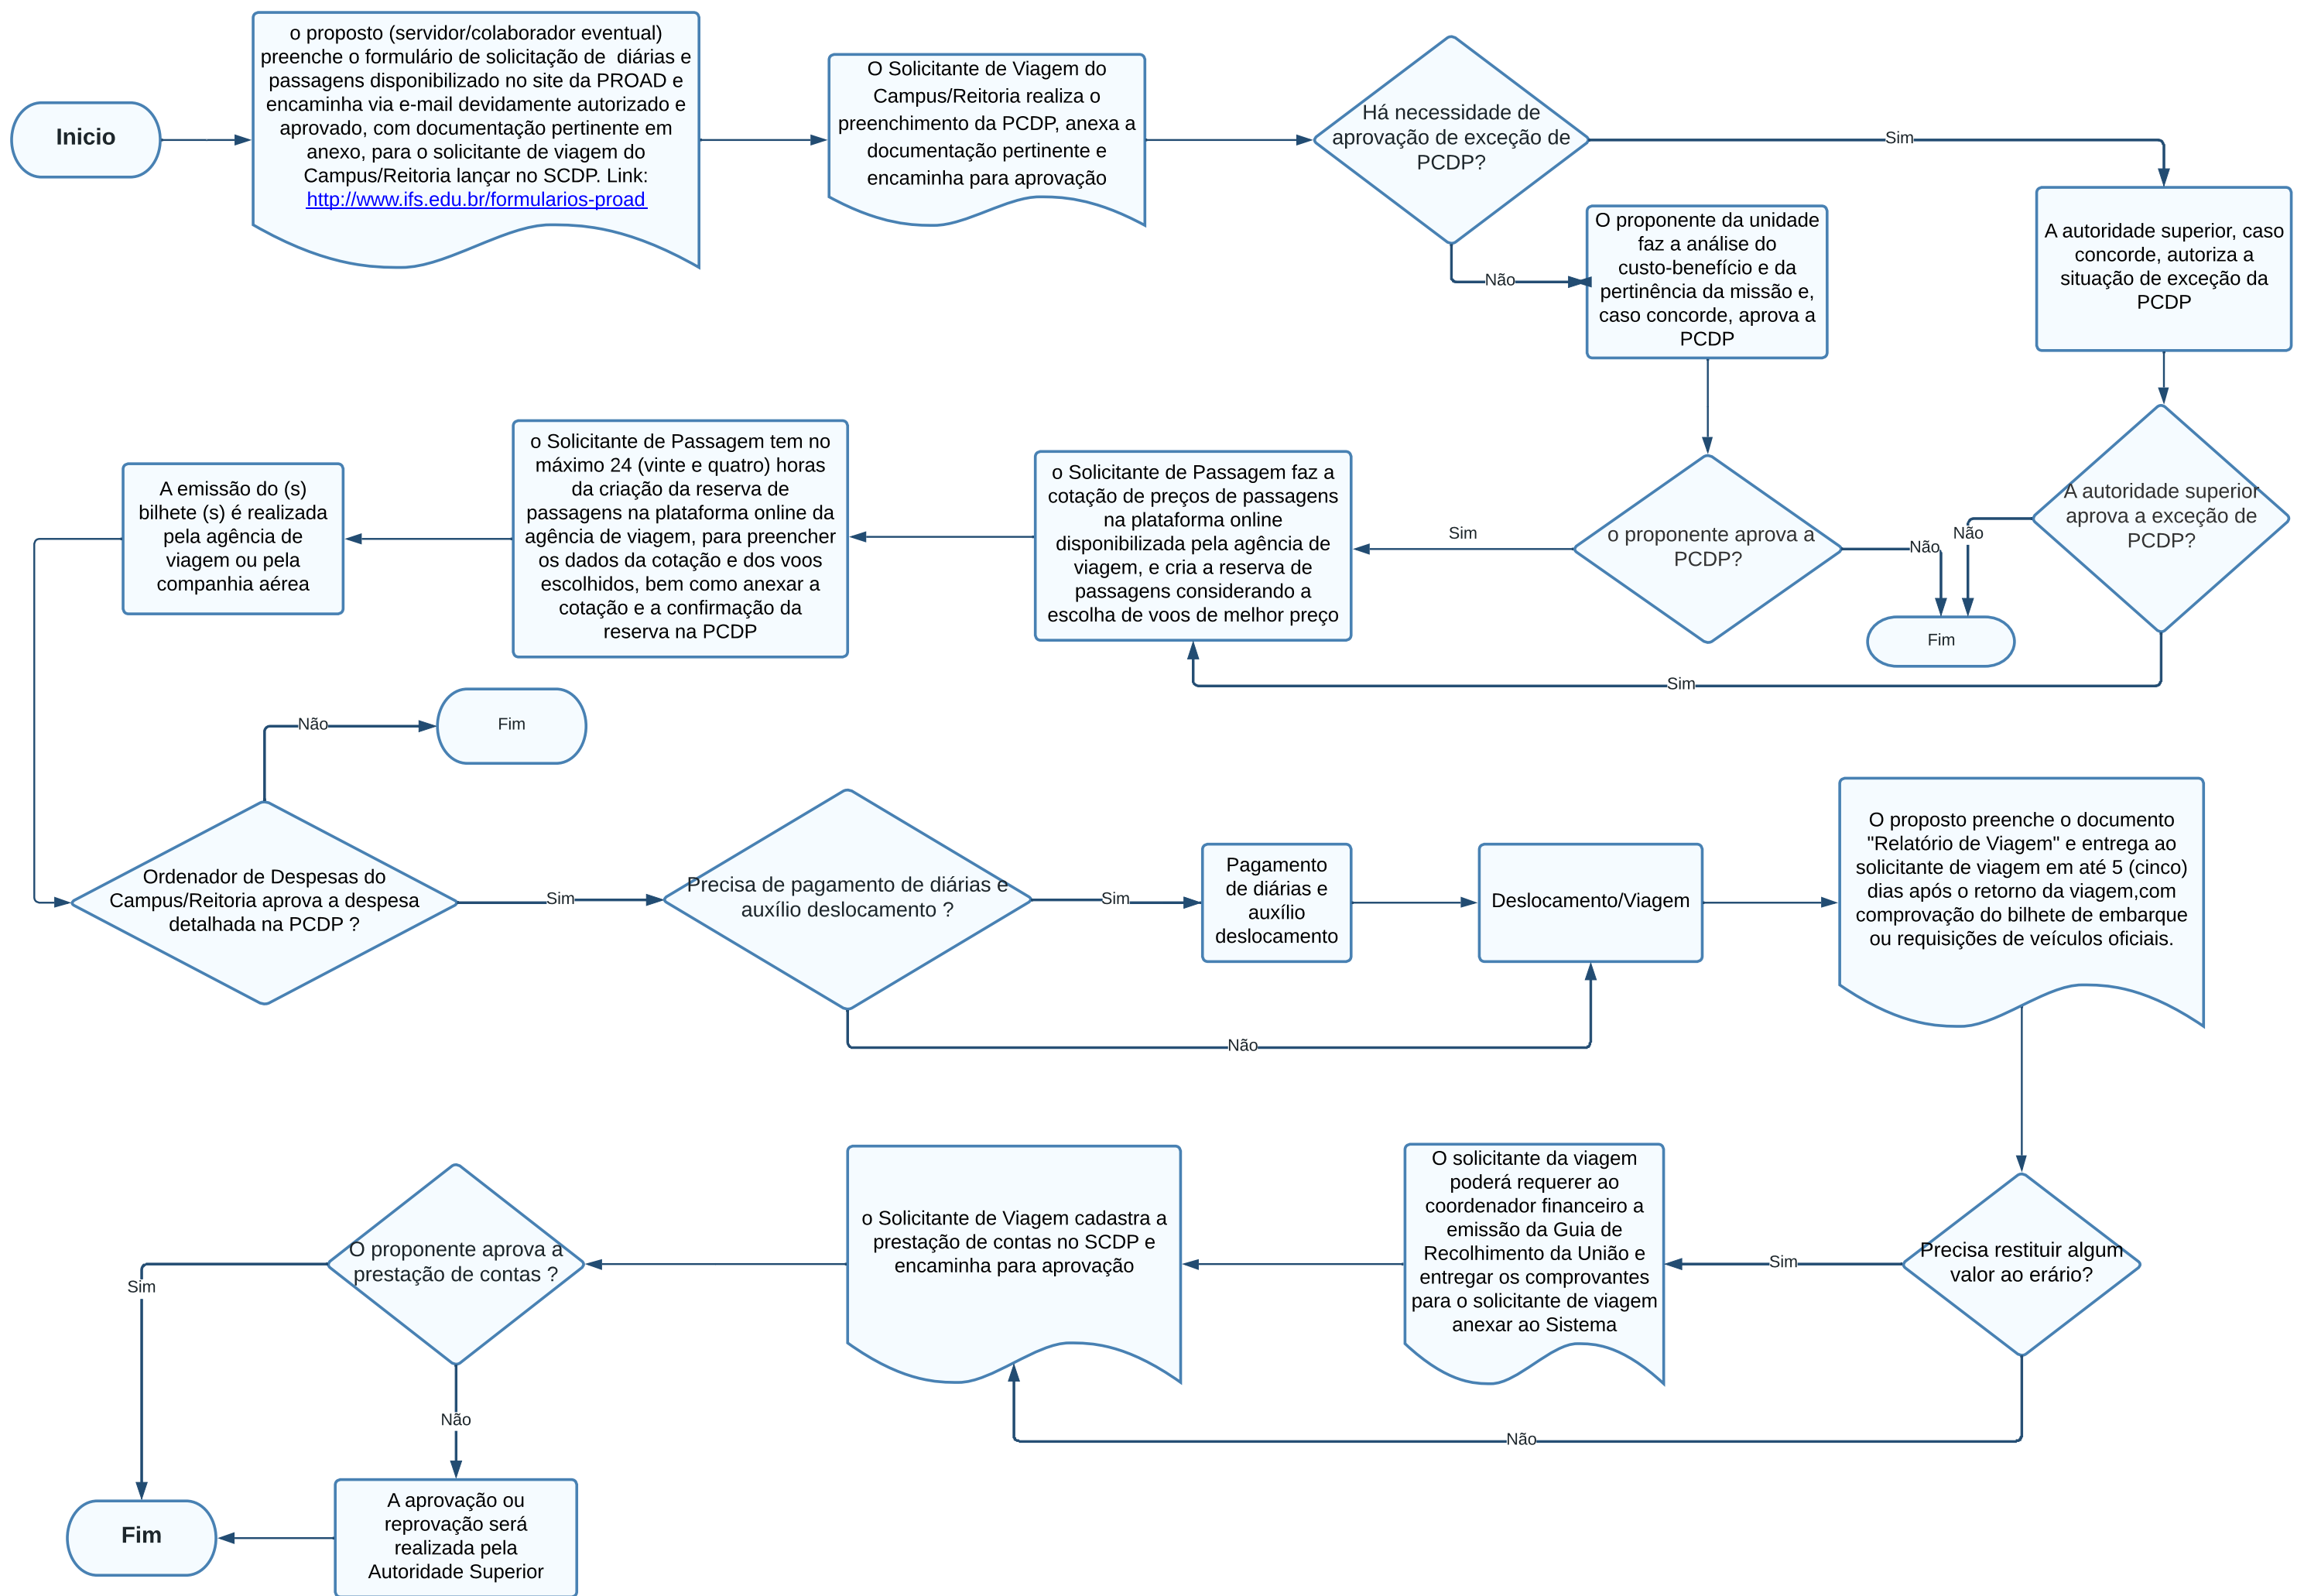 Inicio
o proposto (servidor/colaborador eventual)
preenche o formulário de solicitação de  diárias e
passagens disponibilizado no site da PROAD e
encaminha via e-mail devidamente autorizado e
aprovado, com documentação pertinente em
anexo, para o solicitante de viagem do
Campus/Reitoria lançar no SCDP. Link:
http://www.ifs.edu.br/formularios-proad
O Solicitante de Viagem do
Campus/Reitoria realiza o
preenchimento da PCDP, anexa a
documentação pertinente e
encaminha para aprovação
Há necessidade de
aprovação de exceção de
PCDP?
Sim
Não
O proponente da unidade
faz a análise do
custo-benefício e da
pertinência da missão e,
caso concorde, aprova a
PCDP
A autoridade superior, caso
concorde, autoriza a
situação de exceção da
PCDP
A autoridade superior
aprova a exceção de
PCDP?
Não
Sim
o proponente aprova a
PCDP?
Não
Sim
Fim
o Solicitante de Passagem faz a
cotação de preços de passagens
na plataforma online
disponibilizada pela agência de
viagem, e cria a reserva de
passagens considerando a
escolha de voos de melhor preço
o Solicitante de Passagem tem no
máximo 24 (vinte e quatro) horas
da criação da reserva de
passagens na plataforma online da
agência de viagem, para preencher
os dados da cotação e dos voos
escolhidos, bem como anexar a
cotação e a confirmação da
reserva na PCDP
A emissão do (s)
bilhete (s) é realizada
pela agência de
viagem ou pela
companhia aérea
Ordenador de Despesas do
Campus/Reitoria aprova a despesa
detalhada na PCDP ?
Não
Fim
Sim
Precisa de pagamento de diárias e
auxílio deslocamento ?
Sim
Não
Pagamento
de diárias e
auxílio
deslocamento
Deslocamento/Viagem
O proposto preenche o documento
"Relatório de Viagem" e entrega ao
solicitante de viagem em até 5 (cinco)
dias após o retorno da viagem,com
comprovação do bilhete de embarque
ou requisições de veículos oficiais.
Precisa restituir algum
valor ao erário?
Sim
Não
O solicitante da viagem
poderá requerer ao
coordenador financeiro a
emissão da Guia de
Recolhimento da União e
entregar os comprovantes
para o solicitante de viagem
anexar ao Sistema
o Solicitante de Viagem cadastra a
prestação de contas no SCDP e
encaminha para aprovação
O proponente aprova a
prestação de contas ?
Sim
Não
A aprovação ou
reprovação será
realizada pela
Autoridade Superior
Fim